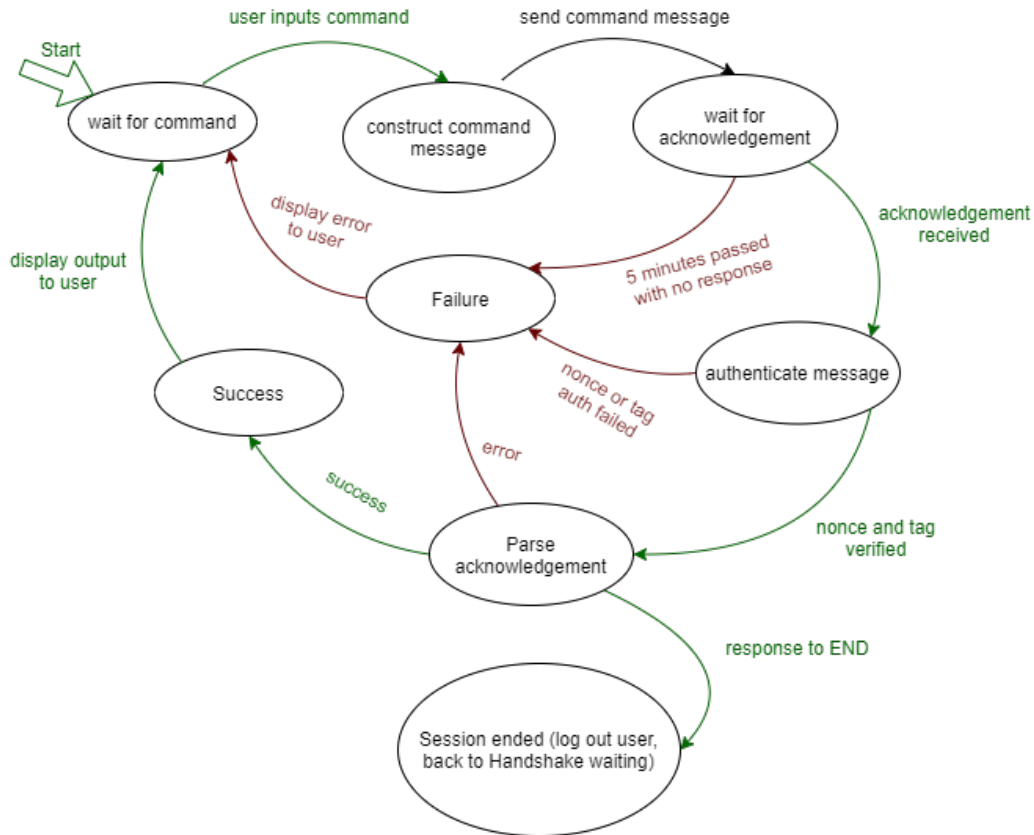 user inputs command
send command message
Start
wait for command
construct command
message
wait for
acknowledgement
display error
to user
acknowledgement
received
display output
to user
5 minutes passed
with no response
Failure
authenticate message
Success
nonce or tag
auth failed
error
success
Parse
acknowledgement
nonce and tag
verified
response to END
Session ended (log out user,
back to Handshake waiting)